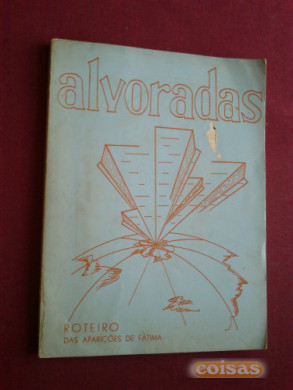 alvoradas
ROTEIRO
DAS APARIÇÕES DE FÁTIMA
coisas